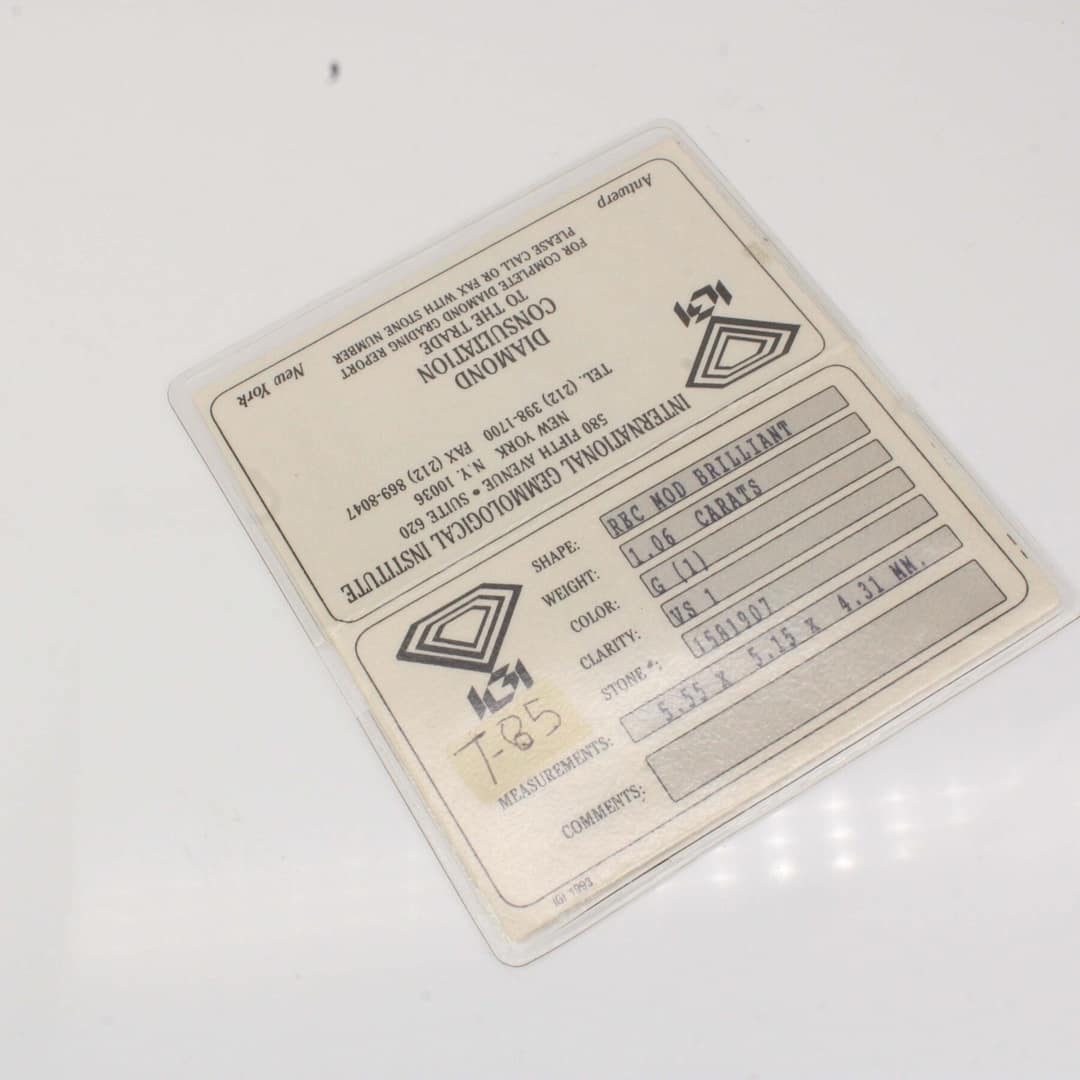 INTERNATIONAL GEMMOLOGICAL INSTITUTE
580 FIFTH AVENUE • SUITE 620
NEW YORK N.Y. 10036
TEL. (212) 398-1700 FAX (212) 869-8047
DIAMOND
CONSULTATION
TO THE TRADE
FOR COMPLETE DIAMOND GRADING REPORT
PLEASE CALL OR FAX WITH STONE NUMBER
New York Antwerp
IGI
IGI
T-85
SHAPE: REC MOD BRILLIANT
WEIGHT: 1.06 CARATS
COLOR: G (1)
CLARITY: VS 1
STONE #: 1581907
MEASUREMENTS: 5.55 X 5.15 X 4.31 MM.
COMMENTS:
IGI 1993